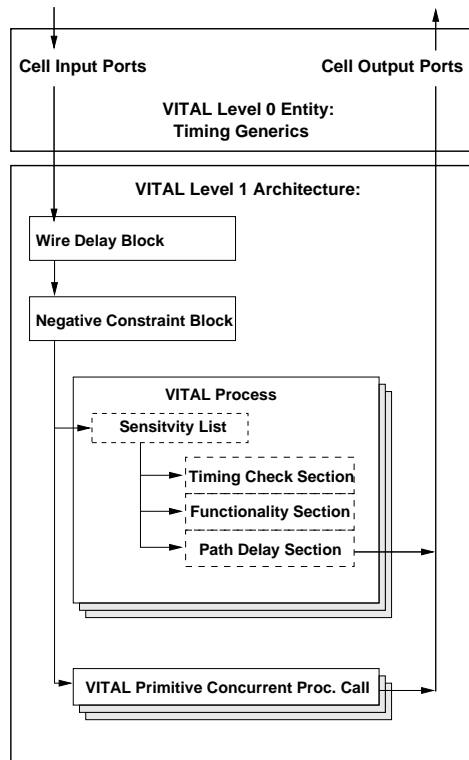 Cell Input Ports
Cell Output Ports
VITAL Level 0 Entity:
Timing Generics
VITAL Level 1 Architecture:
Wire Delay Block
Negative Constraint Block
VITAL Process
Sensitvity List
Timing Check Section
Functionality Section
Path Delay Section
VITAL Primitive Concurrent Proc. Call